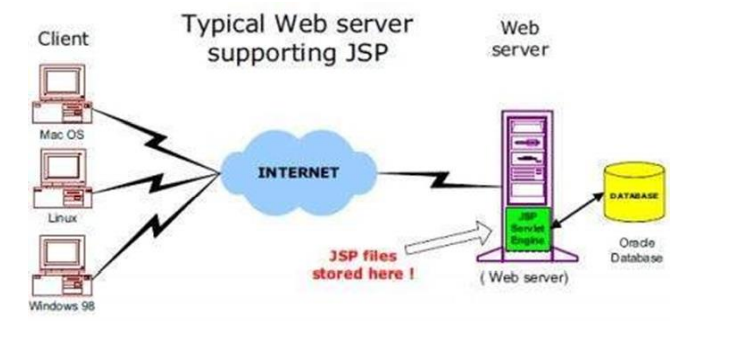 Typical Web server
supporting JSP
Client
Web
server
Mac OS
Linux
Windows 98
INTERNET
JSP
Servlet
Engine
DATABASE
Oracle
Database
JSP files
stored here !
( Web server)